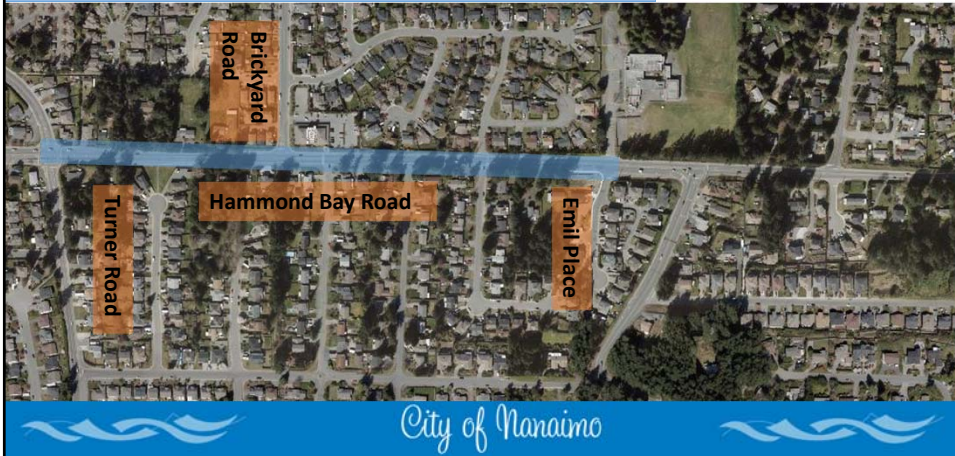 Brickyard
Road
Hammond Bay Road
Turner Road
Emil Place
City of Nanaimo